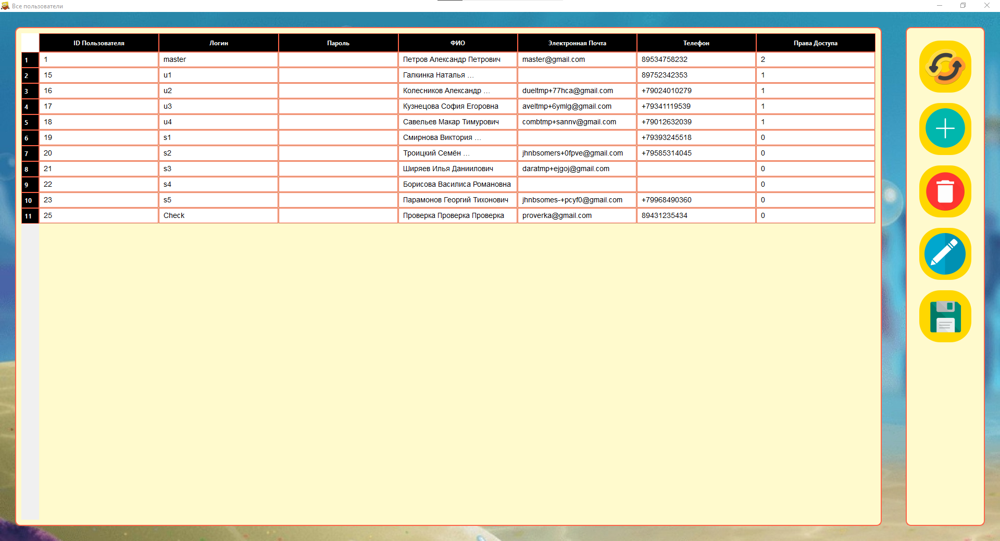 Все пользователи
ID Пользователя Логин Пароль ФИО Электронная Почта Телефон Права Доступа
1 1 master Петров Александр Петрович master@gmail.com 89534758232 2
2 15 u1 Галкинка Наталья ... 89752342353 1
3 16 u2 Колесников Александр ... dueltmp+77hca@gmail.com +79024010279 1
4 17 u3 Кузнецова София Егоровна aveltmp+6ymlg@gmail.com +79341119539 1
5 18 u4 Савельев Макар Тимурович combtmp+sannv@gmail.com +79012632039 1
6 19 s1 Смирнова Виктория ... +79393245518 0
7 20 s2 Троицкий Семён ... jhnbsomers+0fpve@gmail.com +79585314045 0
8 21 s3 Ширяев Илья Даниилович daratmp+ejgoj@gmail.com 0
9 22 s4 Борисова Василиса Романовна 0
10 23 s5 Парамонов Георгий Тихонович jhnbsomes-+pcyf0@gmail.com +79968490360 0
11 25 Check Проверка Проверка Проверка proverka@gmail.com 89431235434 0